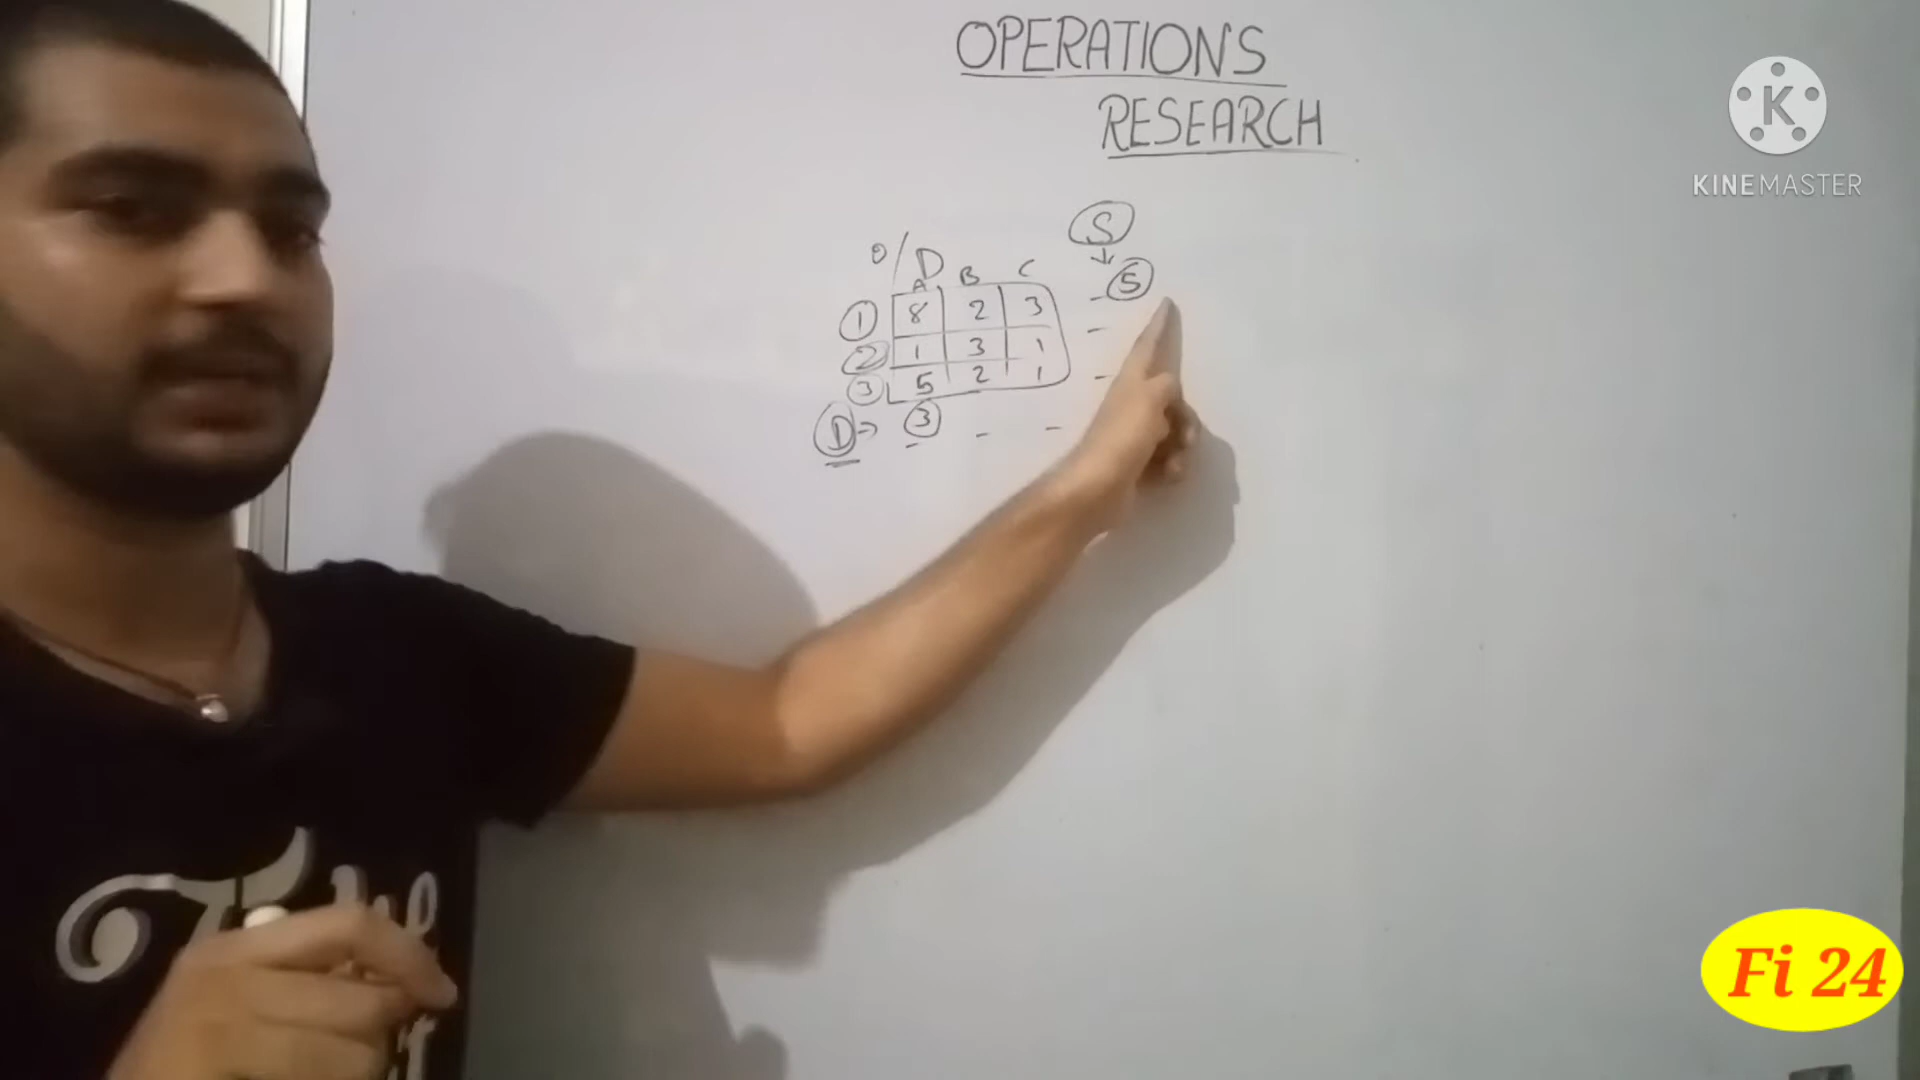 OPERATIONS
RESEARCH
KINEMASTER
S
O/D
A B C
5
1 8 2 3 -
2 1 3 1 -
3 5 2 1 -
D → 3 - -
Fi 24